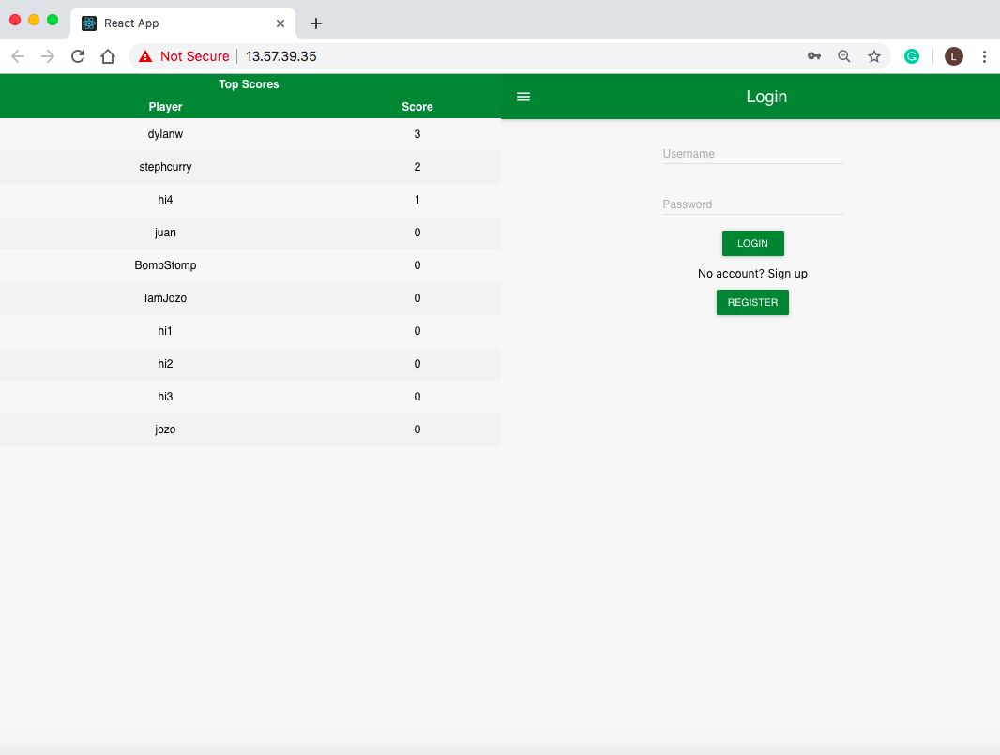 React App
Not Secure 13.57.39.35
L
Top Scores
Player Score
dylanw 3
stephcurry 2
hi4 1
juan 0
BombStomp 0
IamJozo 0
hi1 0
hi2 0
hi3 0
jozo 0
Login
Username
Password
LOGIN
No account? Sign up
REGISTER